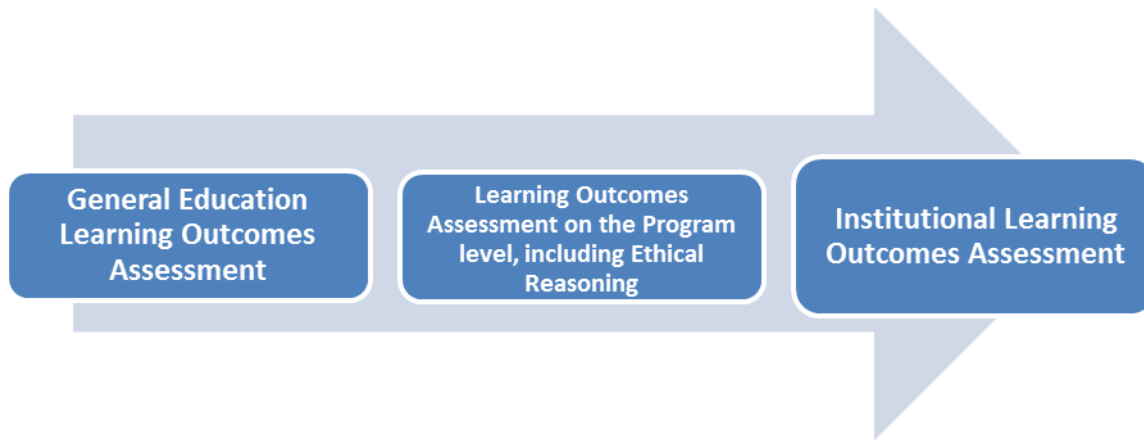 General Education
Learning Outcomes
Assessment
Learning Outcomes
Assessment on the Program
level, including Ethical
Reasoning
Institutional Learning
Outcomes Assessment